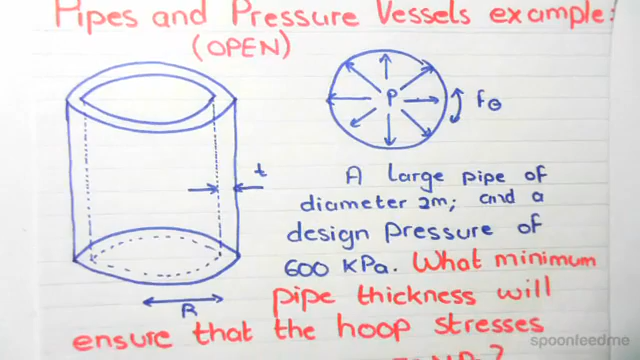 Pipes and Pressure Vessels example:
(OPEN)
P
Fθ
t
A large pipe of
diameter 2m; and a
design pressure of
600 KPa. What minimum
pipe thickness will
R
ensure that the hoop stresses
spoonfeedme